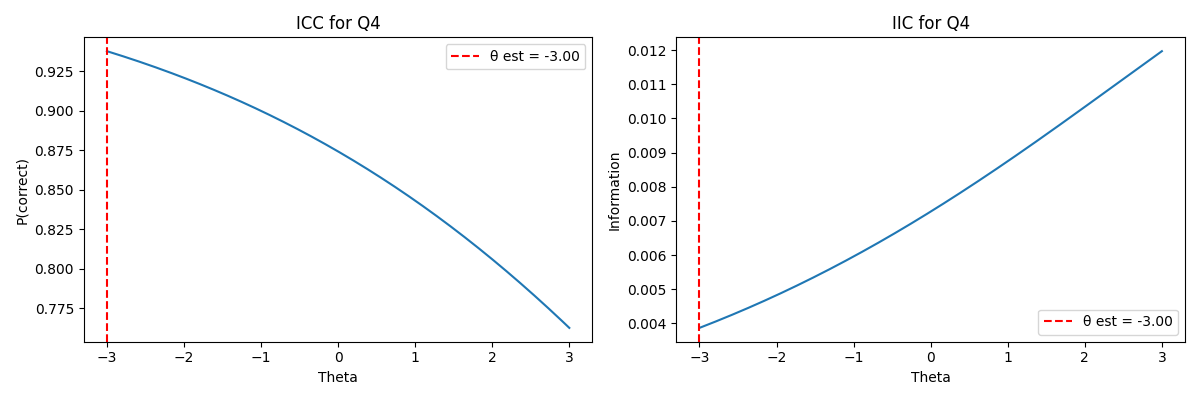 ICC for Q4
P(correct)
0.925
0.900
0.875
0.850
0.825
0.800
0.775
θ est = -3.00
−3 −2 −1 0 1 2 3
Theta
IIC for Q4
Information
0.012
0.011
0.010
0.009
0.008
0.007
0.006
0.005
0.004
θ est = -3.00
−3 −2 −1 0 1 2 3
Theta